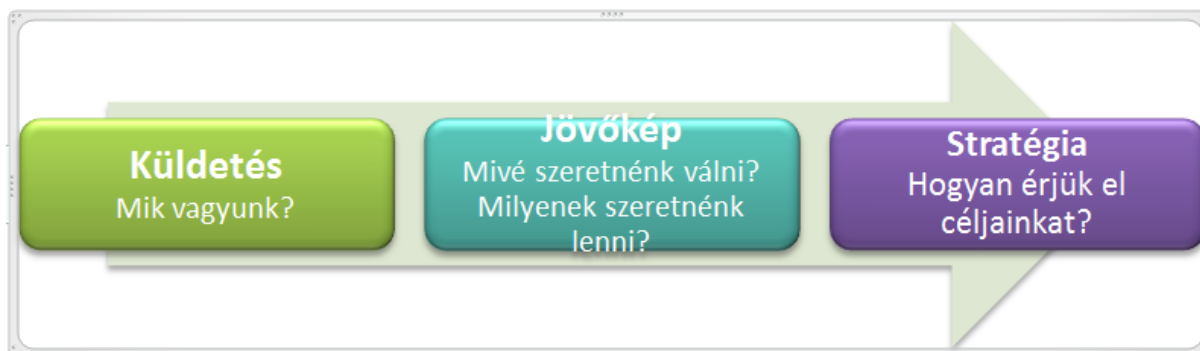 Küldetés
Mik vagyunk?
Jövőkép
Mivé szeretnénk válni?
Milyenek szeretnénk
lenni?
Stratégia
Hogyan érjük el
céljainkat?